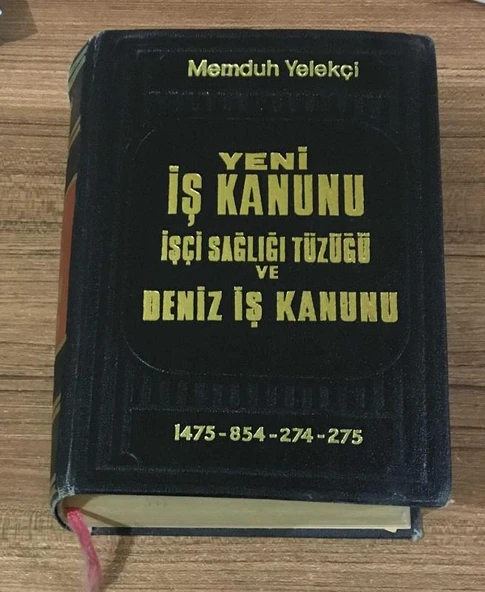 Memduh Yelekçi
YENİ
İŞ KANUNU
İŞÇİ SAĞLIĞI TÜZÜĞÜ
VE
DENİZ İŞ KANUNU
1475-854-274-275